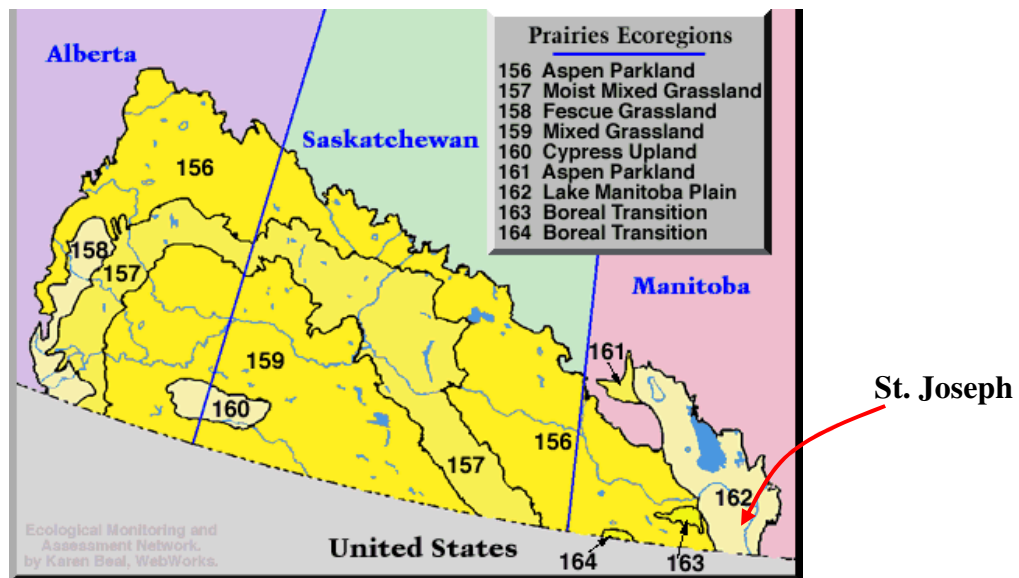 Prairies Ecoregions
156 Aspen Parkland
157 Moist Mixed Grassland
158 Fescue Grassland
159 Mixed Grassland
160 Cypress Upland
161 Aspen Parkland
162 Lake Manitoba Plain
163 Boreal Transition
164 Boreal Transition
Alberta
Saskatchewan
Manitoba
156
158
157
159
160
161
156
157
162
St. Joseph
164
163
United States
Ecological Monitoring and
Assessment Network.
by Karen Beal, WebWorks.